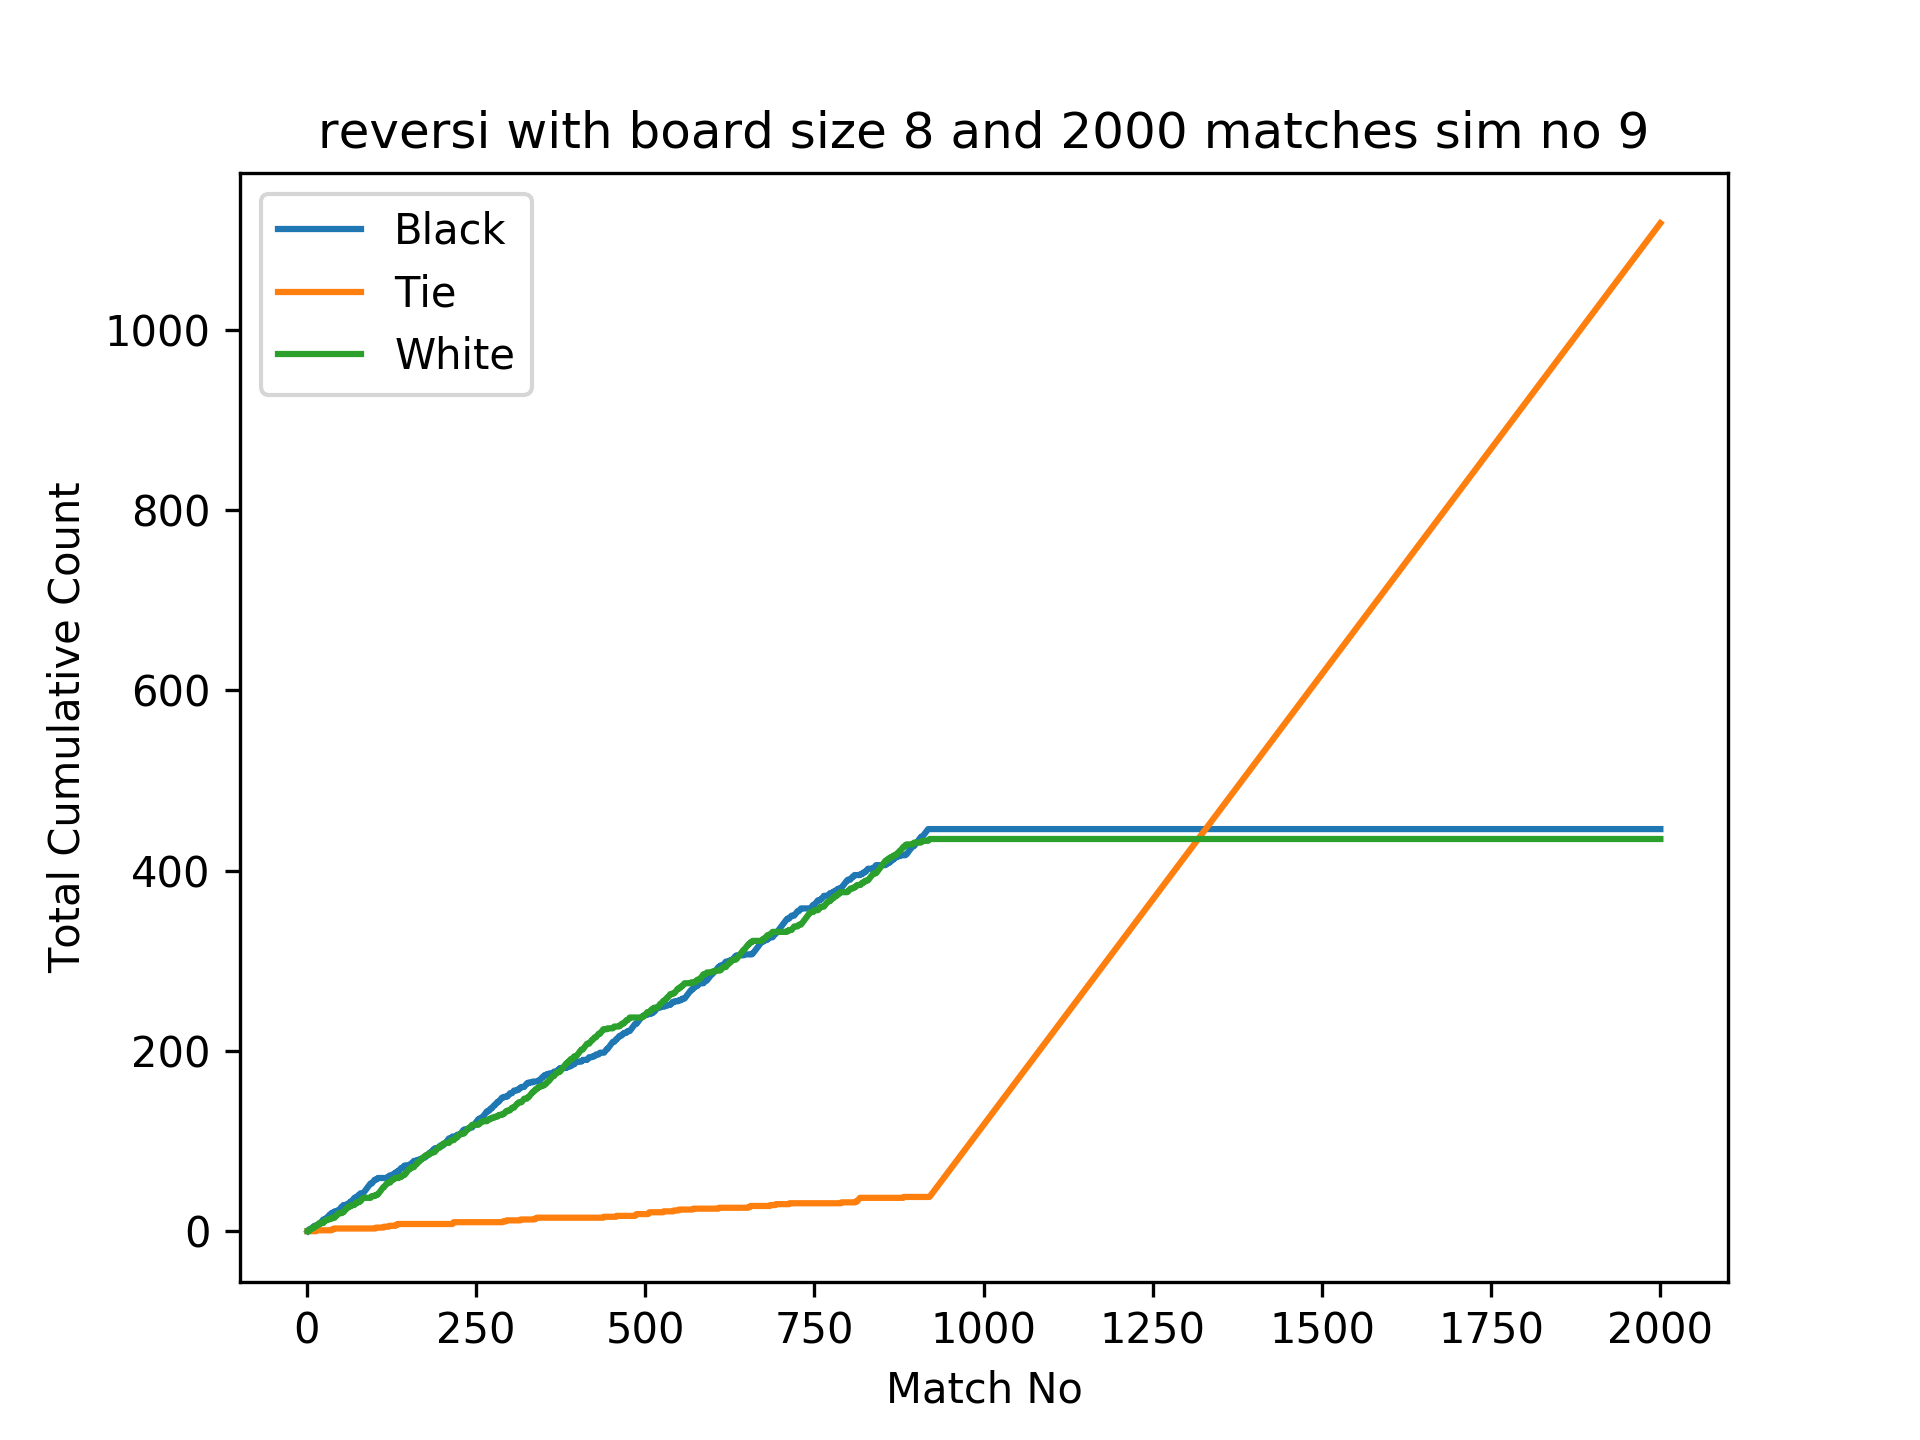 reversi with board size 8 and 2000 matches sim no 9
Black
Tie
White
Total Cumulative Count
1000
800
600
400
200
0
0 250 500 750 1000 1250 1500 1750 2000
Match No